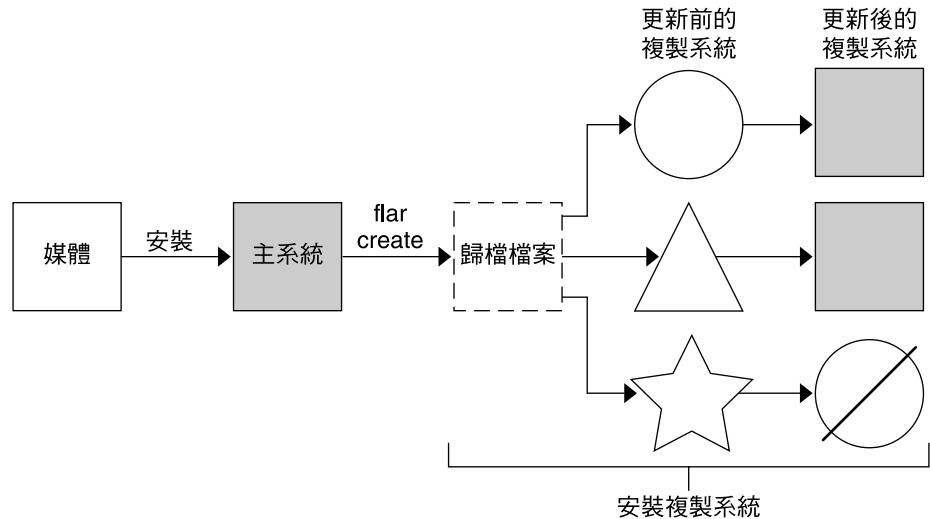 更新前的
複製系統
更新後的
複製系統
媒體
安裝
主系統
flar
create
歸檔檔案
安裝複製系統